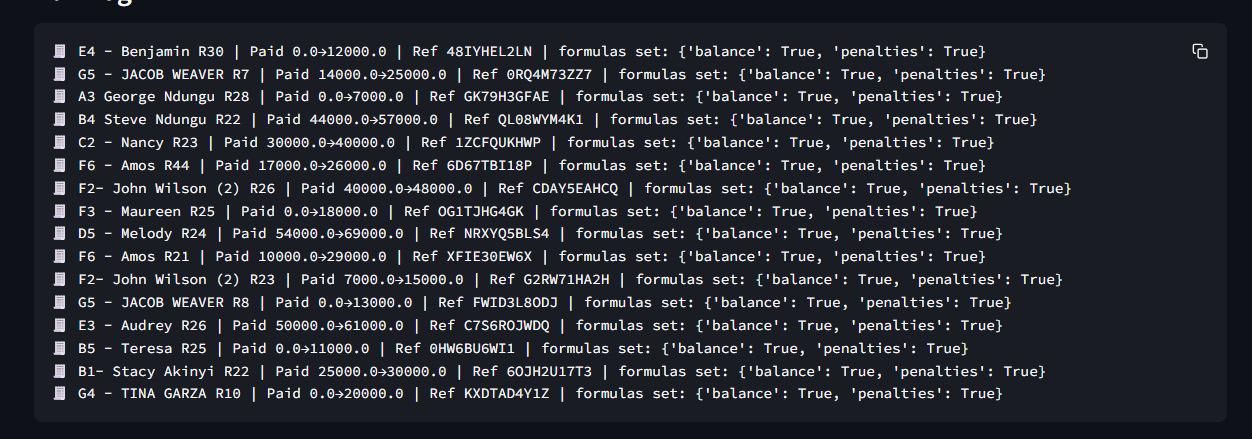 E4 - Benjamin R30 | Paid 0.0→12000.0 | Ref 48IYHEL2LN | formulas set: {'balance': True, 'penalties': True}
G5 - JACOB WEAVER R7 | Paid 14000.0→25000.0 | Ref 0RQ4M73ZZ7 | formulas set: {'balance': True, 'penalties': True}
A3 George Ndungu R28 | Paid 0.0→7000.0 | Ref GK79H3GFAE | formulas set: {'balance': True, 'penalties': True}
B4 Steve Ndungu R22 | Paid 44000.0→57000.0 | Ref QL08WYM4K1 | formulas set: {'balance': True, 'penalties': True}
C2 - Nancy R23 | Paid 30000.0→40000.0 | Ref 1ZCFQUKHWP | formulas set: {'balance': True, 'penalties': True}
F6 - Amos R44 | Paid 17000.0→26000.0 | Ref 6D67TBI18P | formulas set: {'balance': True, 'penalties': True}
F2- John Wilson (2) R26 | Paid 40000.0→48000.0 | Ref CDAY5EAHCQ | formulas set: {'balance': True, 'penalties': True}
F3 - Maureen R25 | Paid 0.0→18000.0 | Ref OG1TJHG4GK | formulas set: {'balance': True, 'penalties': True}
D5 - Melody R24 | Paid 54000.0→69000.0 | Ref NRXYQ5BLS4 | formulas set: {'balance': True, 'penalties': True}
F6 - Amos R21 | Paid 10000.0→29000.0 | Ref XFIE30EW6X | formulas set: {'balance': True, 'penalties': True}
F2- John Wilson (2) R23 | Paid 7000.0→15000.0 | Ref G2RW71HA2H | formulas set: {'balance': True, 'penalties': True}
G5 - JACOB WEAVER R8 | Paid 0.0→13000.0 | Ref FWID3L8ODJ | formulas set: {'balance': True, 'penalties': True}
E3 - Audrey R26 | Paid 50000.0→61000.0 | Ref C7S6ROJWDQ | formulas set: {'balance': True, 'penalties': True}
B5 - Teresa R25 | Paid 0.0→11000.0 | Ref 0HW6BU6WI1 | formulas set: {'balance': True, 'penalties': True}
B1- Stacy Akinyi R22 | Paid 25000.0→30000.0 | Ref 6OJH2U17T3 | formulas set: {'balance': True, 'penalties': True}
G4 - TINA GARZA R10 | Paid 0.0→20000.0 | Ref KXDTAD4Y1Z | formulas set: {'balance': True, 'penalties': True}